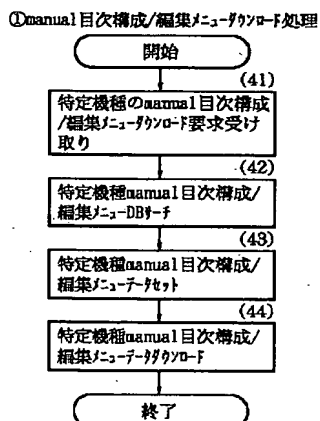 ①manual目次構成/編集ﾒﾆｭｰﾀﾞｳﾝﾛｰﾄﾞ処理
開始
(41)
特定機種のmanual目次構成
/編集ﾒﾆｭｰﾀﾞｳﾝﾛｰﾄﾞ要求受け
取り
(42)
特定機種manual目次構成/
編集ﾒﾆｭｰDBｻｰﾁ
(43)
特定機種manual目次構成/
編集ﾒﾆｭｰﾃﾞｰﾀｾｯﾄ
(44)
特定機種manual目次構成/
編集ﾒﾆｭｰﾃﾞｰﾀﾀﾞｳﾝﾛｰﾄﾞ
終了